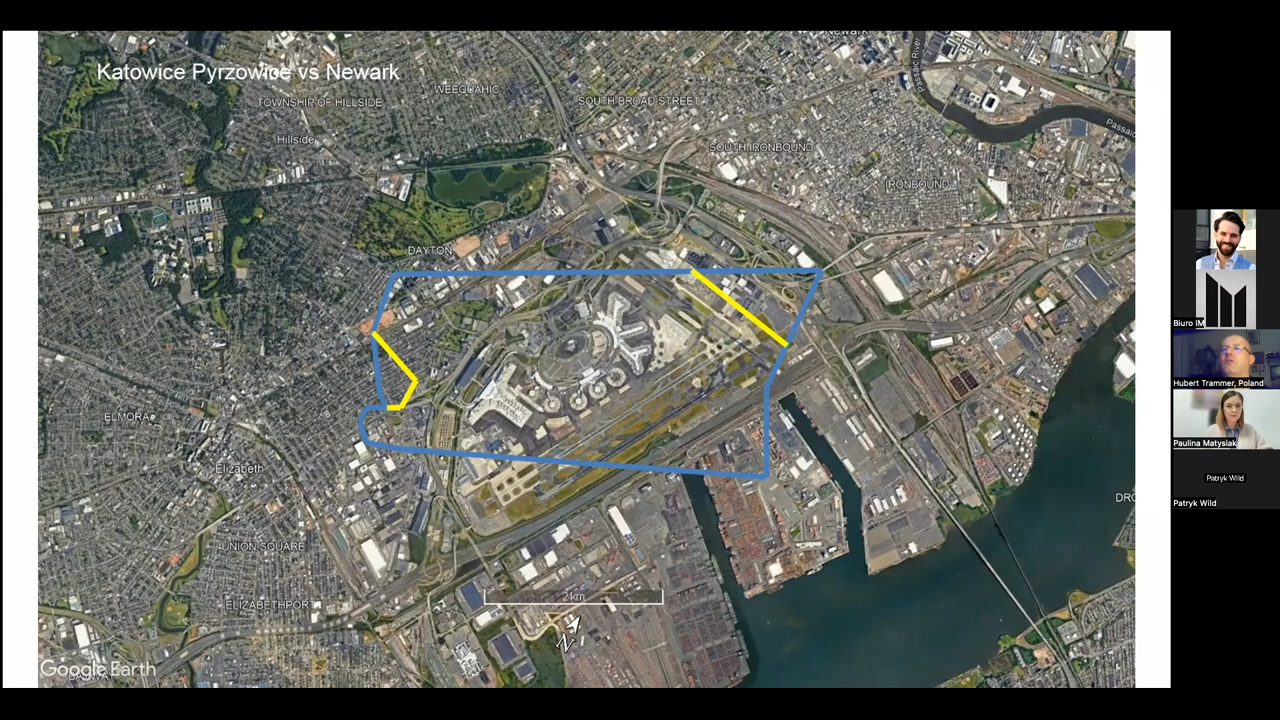 Newark
Katowice Pyrzowice vs Newark
WEEQUAHIC
TOWNSHIP OF HILLSIDE
SOUTH BROAD STREET
Passaic River
Passaic
Hillside
SOUTH IRONBOUND
IRONBOUND
DAYTON
ELMORA
Elizabeth
UNION SQUARE
2 km
ELIZABETHPORT
N
Google Earth
Biuro IM
Hubert Trammer, Poland
Paulina Matysiak
Patryk Wild
Patryk Wild